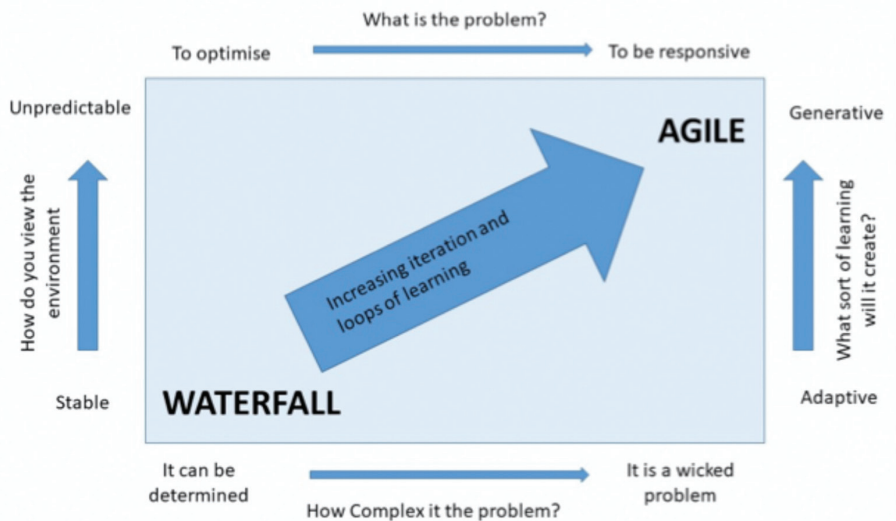 What is the problem?
To optimise
To be responsive
Unpredictable
Generative
AGILE
How do you view the
environment
Increasing iteration and
loops of learning
What sort of learning
will it create?
Stable
WATERFALL
Adaptive
It can be
determined
It is a wicked
problem
How Complex it the problem?